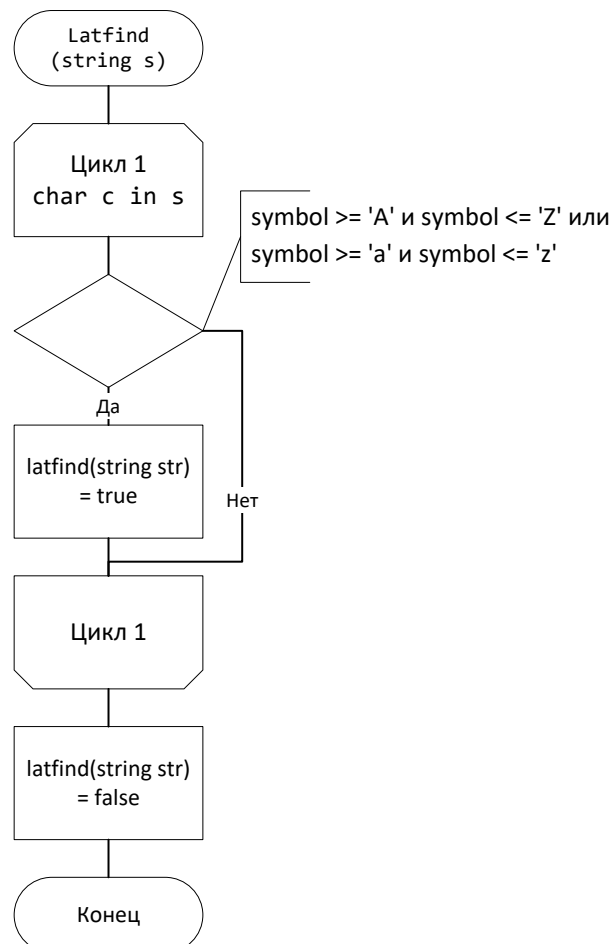 Latfind
(string s)
Цикл 1
char c in s
symbol >= 'A' и symbol <= 'Z' или
symbol >= 'a' и symbol <= 'z'
Да
latfind(string str)
= true
Нет
Цикл 1
latfind(string str)
= false
Конец